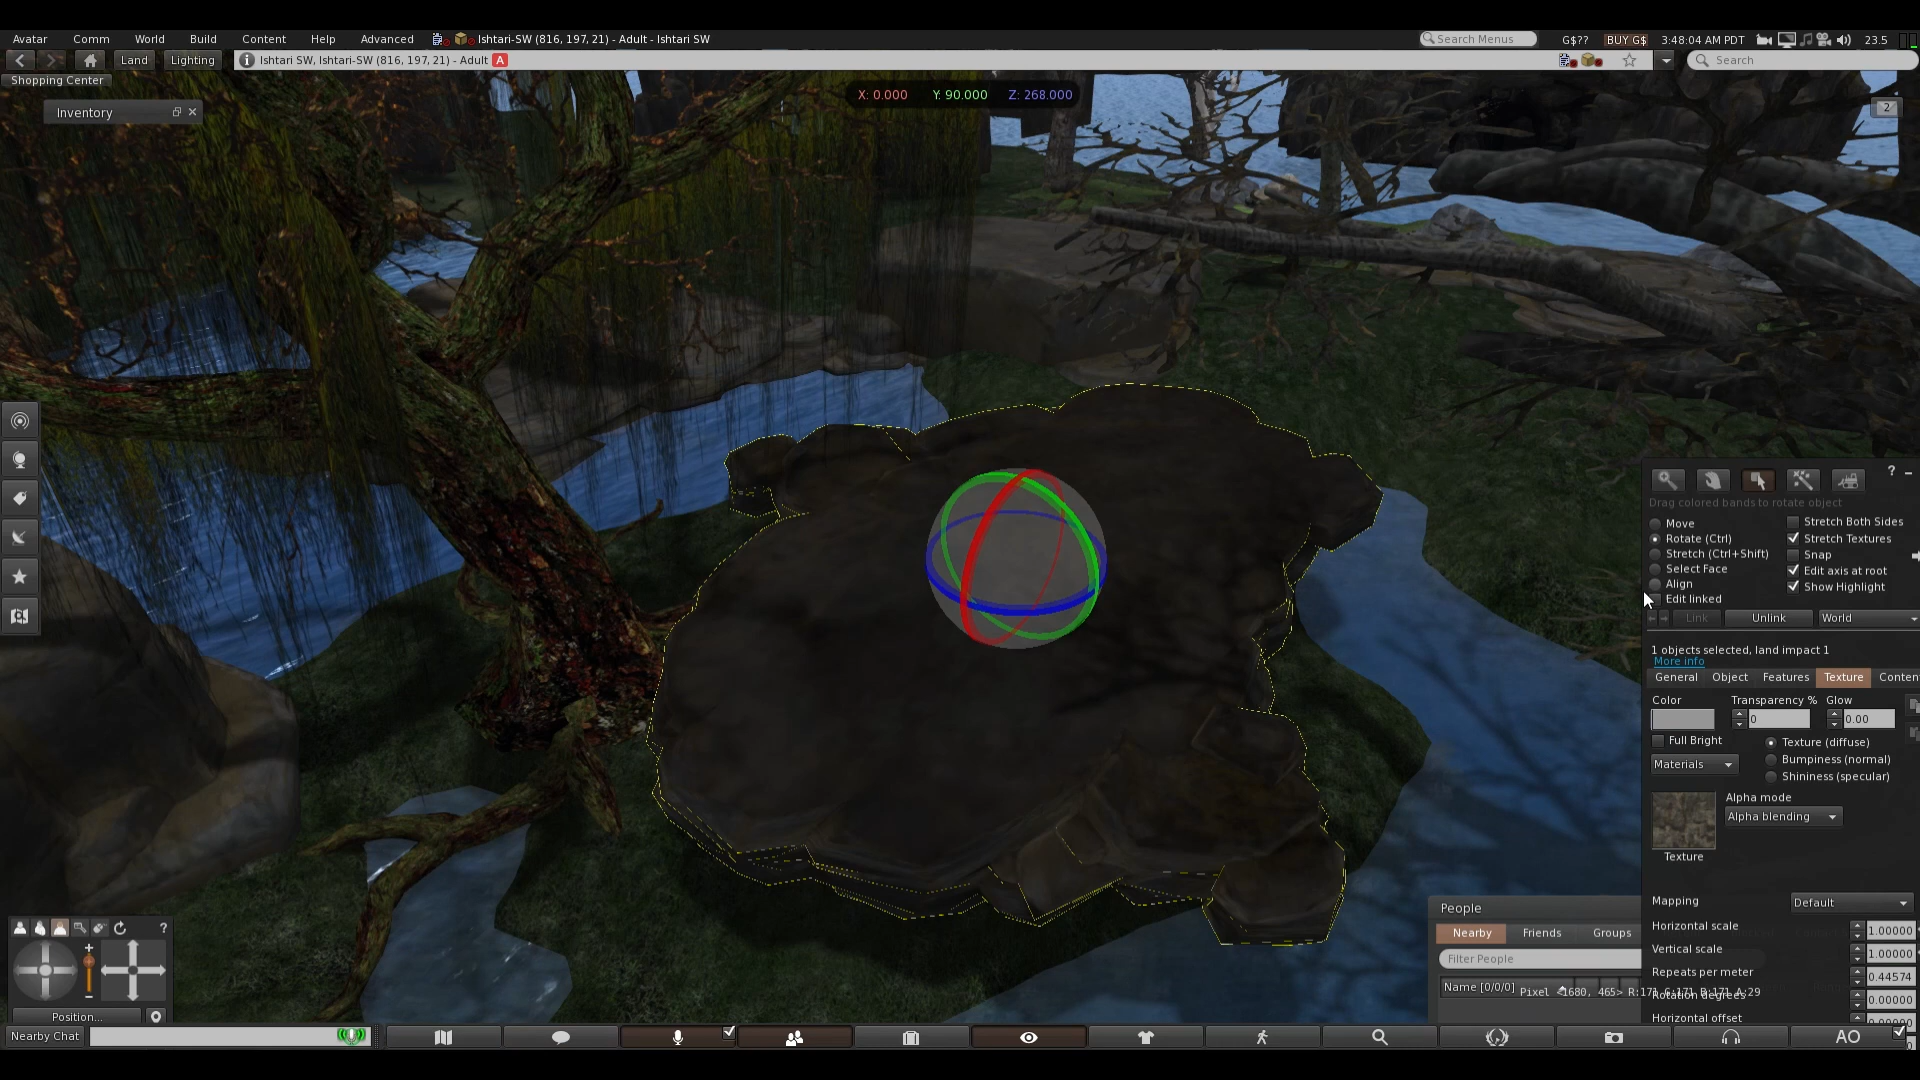 Avatar Comm World Build Content Help Advanced Ishtari-SW (816, 197, 21) - Adult - Ishtari SW Search Menus G$?? BUY G$ 3:48:04 AM PDT 23.5
Land Lighting Ishtari SW, Ishtari-SW (816, 197, 21) - Adult A Search
Shopping Center
X: 0.000 Y: 90.000 Z: 268.000
Inventory
2
?
Drag colored bands to rotate object
Move
Rotate (Ctrl)
Stretch (Ctrl+Shift)
Select Face
Align
Edit linked
Stretch Both Sides
Stretch Textures
Snap
Edit axis at root
Show Highlight
Link Unlink World
1 objects selected, land impact 1
More info
General Object Features Texture Conten
Color Transparency % Glow
0 0.00
Full Bright
Texture (diffuse)
Bumpiness (normal)
Shininess (specular)
Materials
Alpha mode
Alpha blending
Texture
Mapping Default
Horizontal scale 1.00000
Vertical scale 1.00000
Repeats per meter 0.44574
Rotation degrees 0.00000
Horizontal offset
People
Nearby Friends Groups
Filter People
Name [0/0/0]
Pixel <1680, 465> R:171 G:171 B:171 A:29
?
Position...
Nearby Chat
AO